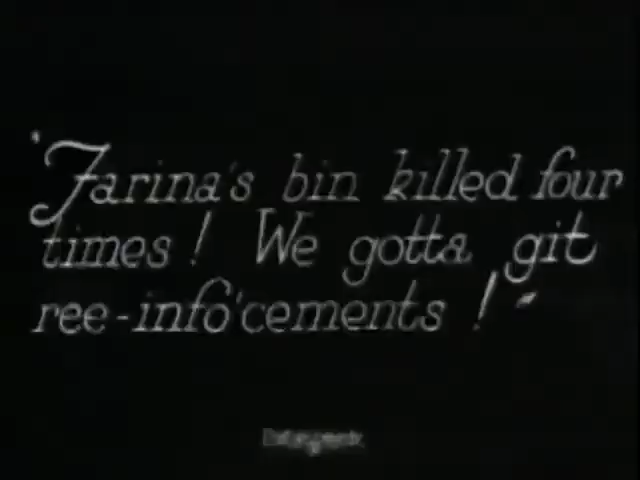 "Farina's bin killed four
times! We gotta git
ree-info'cements!"